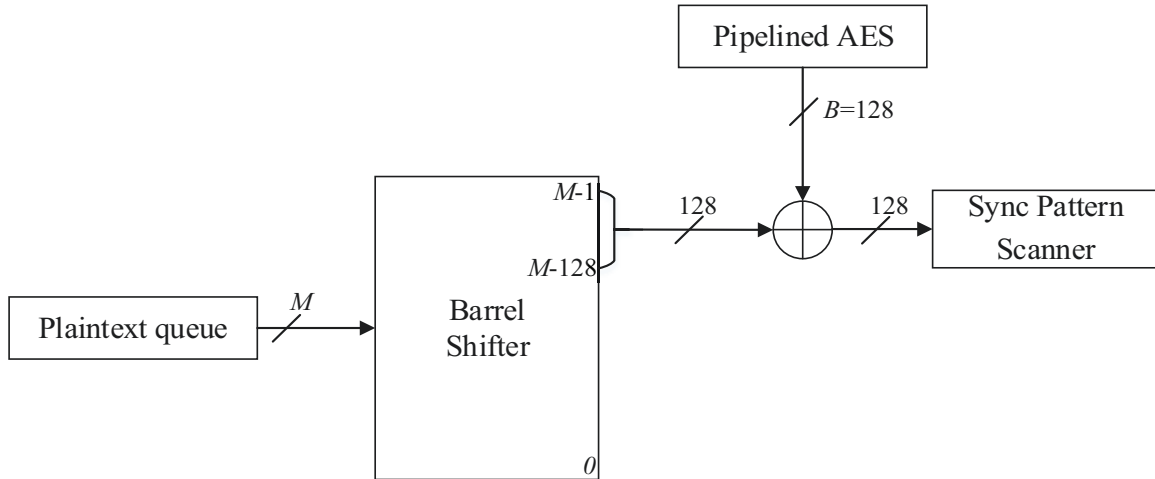 Pipelined AES
B=128
M-1
128
128
Sync Pattern
Scanner
M-128
Plaintext queue
M
Barrel
Shifter
0